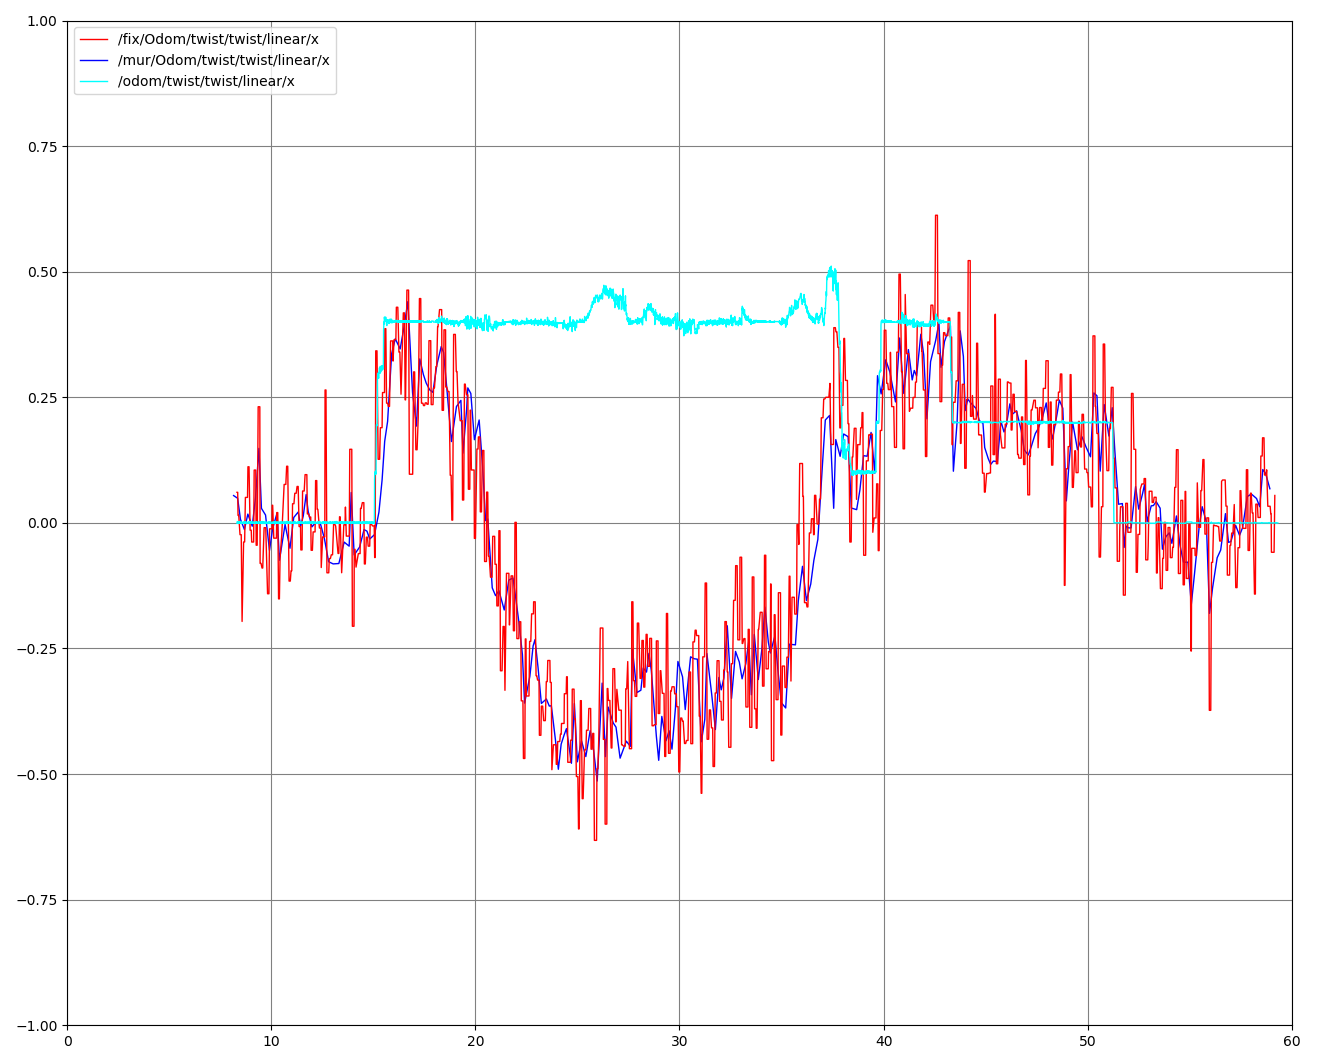 1.00
/fix/Odom/twist/twist/linear/x
/mur/Odom/twist/twist/linear/x
/odom/twist/twist/linear/x
0.75
0.50
0.25
0.00
−0.25
−0.50
−0.75
−1.00
0 10 20 30 40 50 60